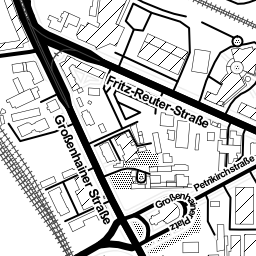 Fritz-Reuter-Straße
Großenhainer Straße
Petrikirchstraße
Großenhainer
Platz